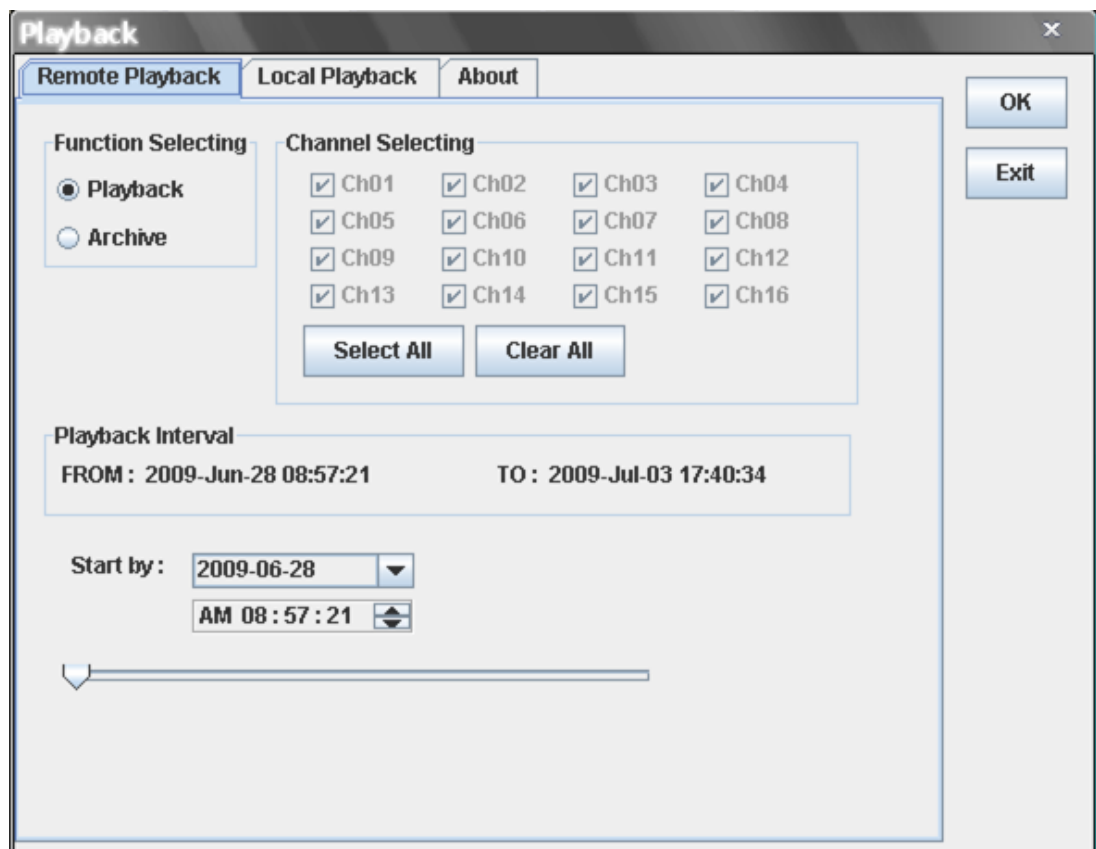 Playback
Remote Playback Local Playback About
OK
Exit
Function Selecting
Playback
Archive
Channel Selecting
Ch01 Ch02 Ch03 Ch04
Ch05 Ch06 Ch07 Ch08
Ch09 Ch10 Ch11 Ch12
Ch13 Ch14 Ch15 Ch16
Select All Clear All
Playback Interval
FROM : 2009-Jun-28 08:57:21 TO : 2009-Jul-03 17:40:34
Start by : 2009-06-28
AM 08 : 57 : 21